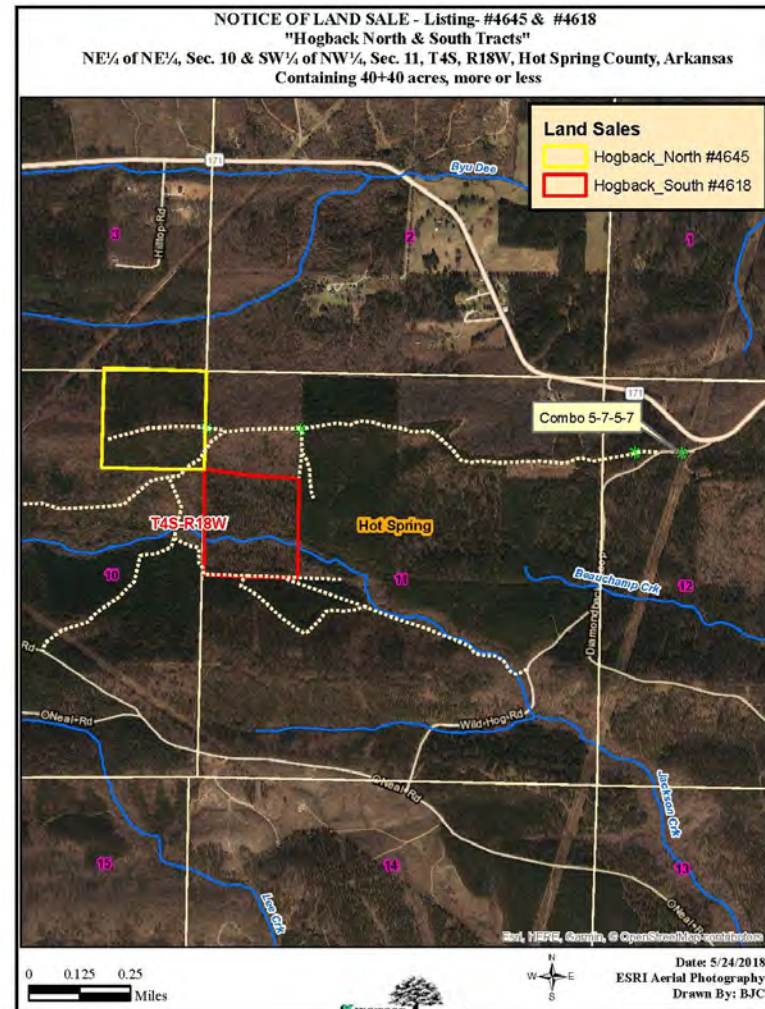 NOTICE OF LAND SALE - Listing- #4645 & #4618
"Hogback North & South Tracts"
NE¼ of NE¼, Sec. 10 & SW¼ of NW¼, Sec. 11, T4S, R18W, Hot Spring County, Arkansas
Containing 40+40 acres, more or less
Land Sales
Hogback_North #4645
Hogback_South #4618
171
Byu Dee
3
Hilltop Rd
2
1
171
Combo 5-7-5-7
T4S-R18W
Hot Spring
10
11
Beauchamp Crk
12
Rd
ONeal Rd
Wild Hog Rd
ONeal Rd
Jackson Crk
15
14
13
Lee Crk
Esri, HERE, Garmin, © OpenStreetMap contributors
0 0.125 0.25
Miles
N
W E
S
Date: 5/24/2018
ESRI Aerial Photography
Drawn By: BJC